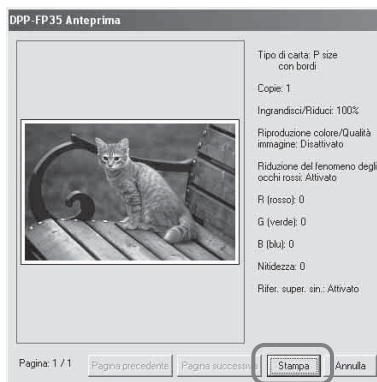 DPP-FP35 Anteprima
Tipo di carta: P size
con bordi
Copie: 1
Ingrandisci/Riduci: 100%
Riproduzione colore/Qualità
immagine: Disattivato
Riduzione del fenomeno degli
occhi rossi: Attivato
R (rosso): 0
G (verde): 0
B (blu): 0
Nitidezza: 0
Rifer. super. sin.: Attivato
Pagina: 1 / 1 Pagina precedente Pagina successiva Stampa Annulla